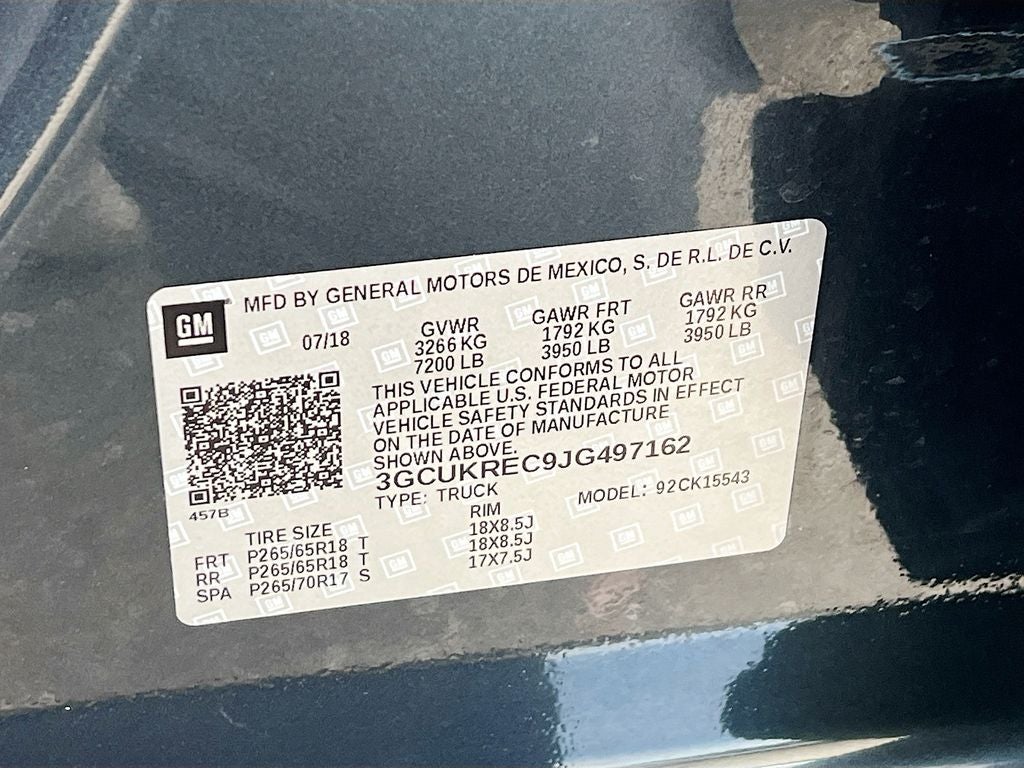 MFD BY GENERAL MOTORS DE MEXICO, S. DE R.L. DE C.V.
GM
07/18
GVWR GAWR FRT GAWR RR
3266 KG 1792 KG 1792 KG
7200 LB 3950 LB 3950 LB
THIS VEHICLE CONFORMS TO ALL
APPLICABLE U.S. FEDERAL MOTOR
VEHICLE SAFETY STANDARDS IN EFFECT
ON THE DATE OF MANUFACTURE
SHOWN ABOVE.
3GCUKREC9JG497162
TYPE: TRUCK MODEL: 92CK15543
457B
TIRE SIZE RIM
FRT P265/65R18 T 18X8.5J
RR P265/65R18 T 18X8.5J
SPA P265/70R17 S 17X7.5J